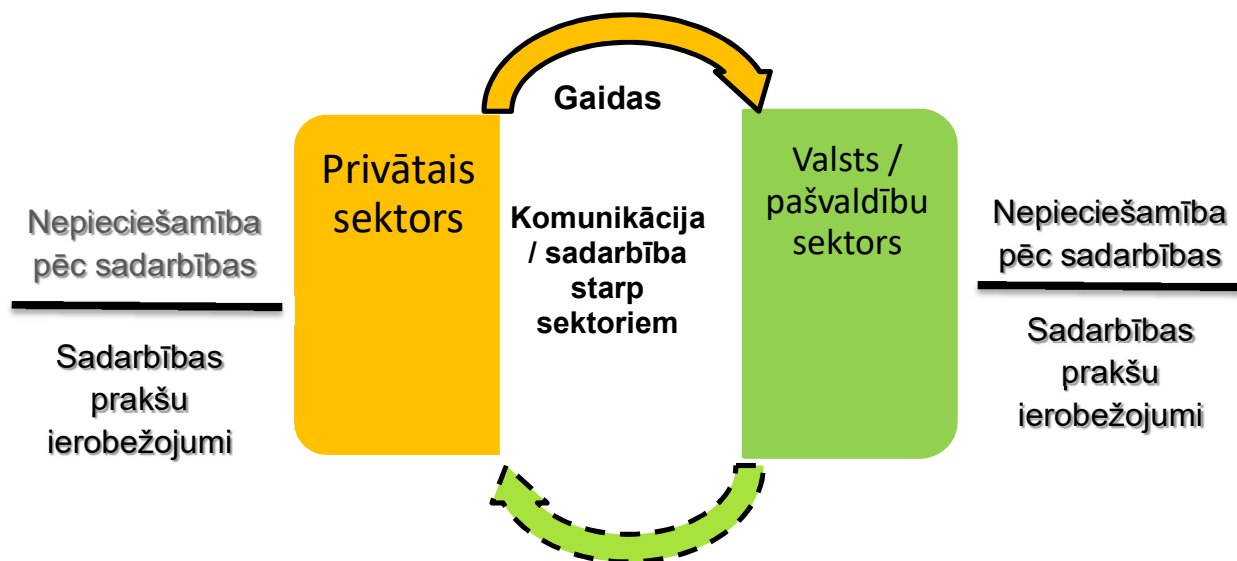 Gaidas
Privātais
sektors
Valsts /
pašvaldību
sektors
Komunikācija
/ sadarbība
starp
sektoriem
Nepieciešamība
pēc sadarbības
Sadarbības
prakšu
ierobežojumi
Nepieciešamība
pēc sadarbības
Sadarbības
prakšu
ierobežojumi